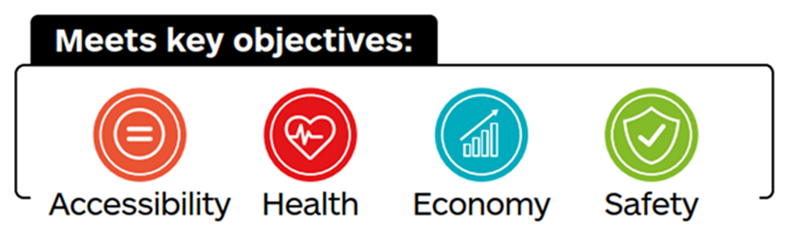 Meets key objectives:
Accessibility Health Economy Safety